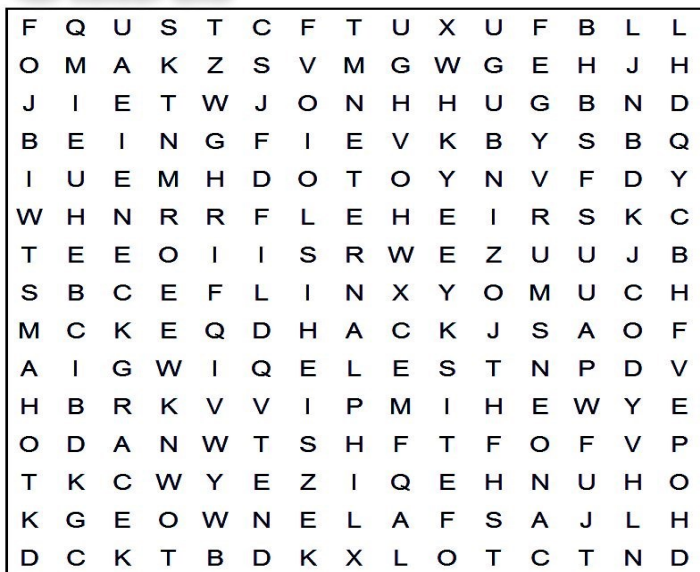 F Q U S T C F T U X U F B L L
O M A K Z S V M G W G E H J H
J I E T W J O N H H U G B N D
B E I N G F I E V K B Y S B Q
I U E M H D O T O Y N V F D Y
W H N R R F L E H E I R S K C
T E E O I I S R W E Z U U J B
S B C E F L I N X Y O M U C H
M C K E Q D H A C K J S A O F
A I G W I Q E L E S T N P D V
H B R K V V I P M I H E W Y E
O D A N W T S H F T F O F V P
T K C W Y E Z I Q E H N U H O
K G E O W N E L A F S A J L H
D C K T B D K X L O T C T N D